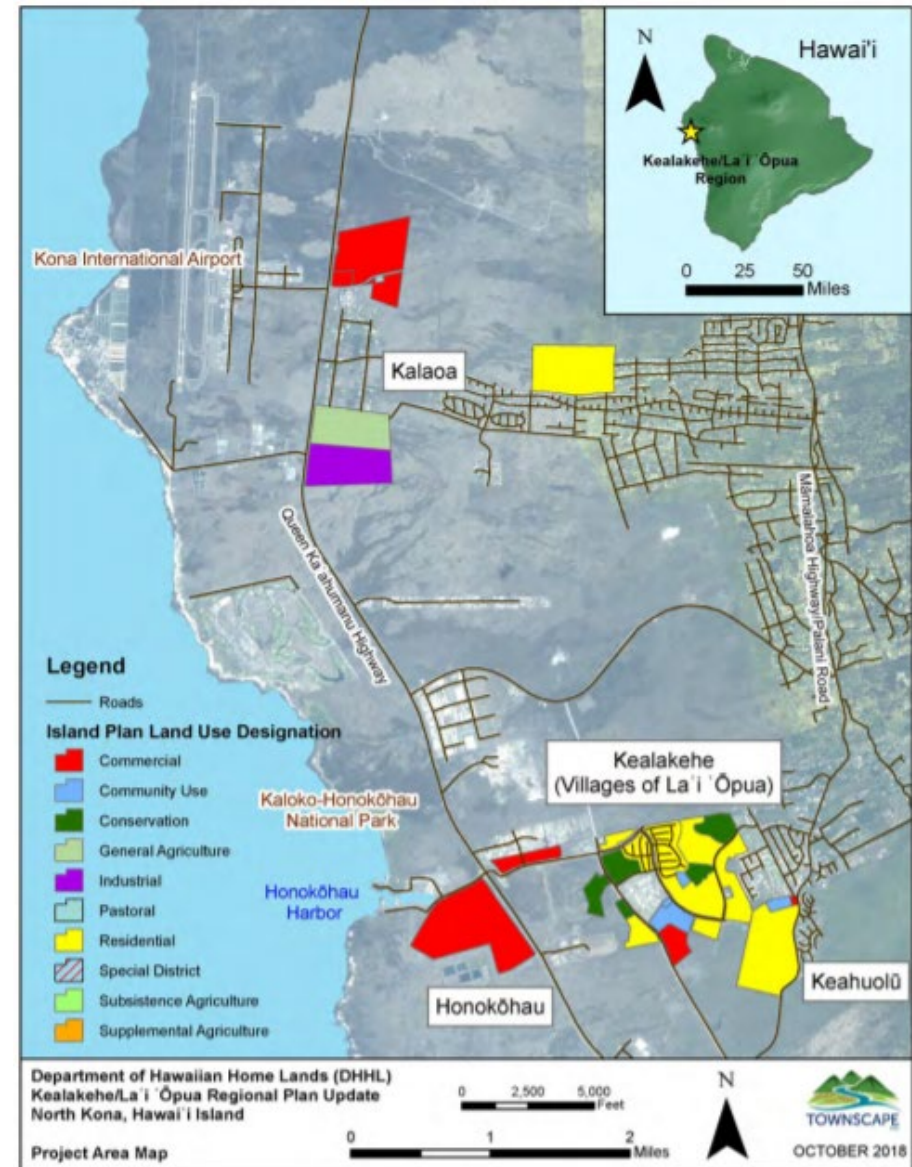 N
Hawai'i
Kealakehe/La'i 'Ōpua
Region
0 25 50
Miles
Kona International Airport
Kalaoa
Māmalahoa Highway/Palani Road
Queen Ka'ahumanu Highway
Legend
Roads
Island Plan Land Use Designation
Commercial
Community Use
Conservation
General Agriculture
Industrial
Pastoral
Residential
Special District
Subsistence Agriculture
Supplemental Agriculture
Kealakehe
(Villages of La'i 'Ōpua)
Kaloko-Honokōhau
National Park
Honokōhau
Harbor
Honokōhau
Keahuolū
Department of Hawaiian Home Lands (DHHL)
Kealakehe/La'i 'Ōpua Regional Plan Update
North Kona, Hawai'i Island
Project Area Map
0 2,500 5,000
Feet
0 1 2
Miles
N
TOWNSCAPE
OCTOBER 2018